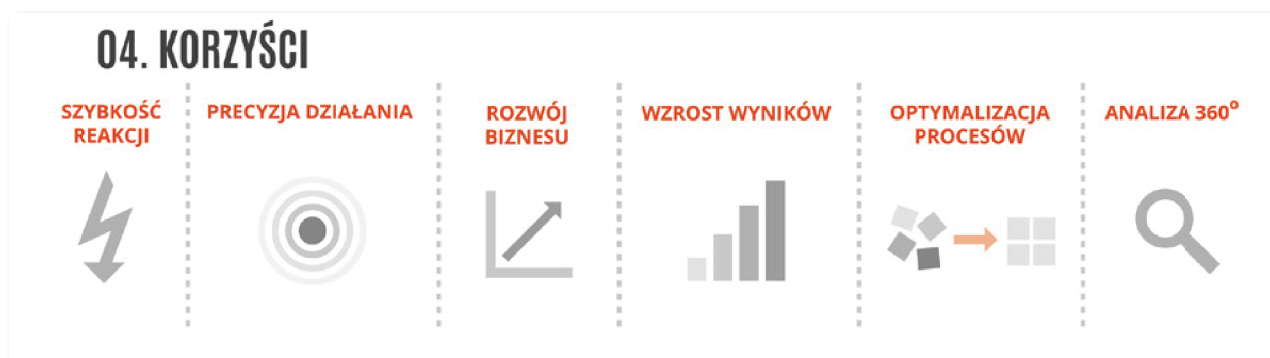 04. KORZYŚCI
SZYBKOŚĆ
REAKCJI
PRECYZJA DZIAŁANIA
ROZWÓJ
BIZNESU
WZROST WYNIKÓW
OPTYMALIZACJA
PROCESÓW
ANALIZA 360°